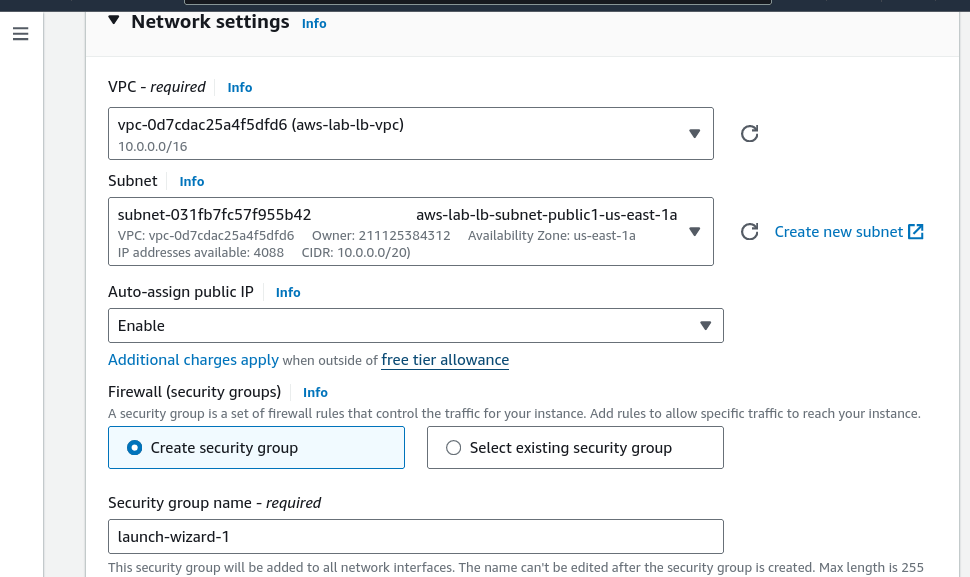 Network settings Info
VPC - required Info
vpc-0d7cdac25a4f5dfd6 (aws-lab-lb-vpc)
10.0.0.0/16
Subnet Info
subnet-031fb7fc57f955b42 aws-lab-lb-subnet-public1-us-east-1a
VPC: vpc-0d7cdac25a4f5dfd6 Owner: 211125384312 Availability Zone: us-east-1a
IP addresses available: 4088 CIDR: 10.0.0.0/20)
Create new subnet
Auto-assign public IP Info
Enable
Additional charges apply when outside of free tier allowance
Firewall (security groups) Info
A security group is a set of firewall rules that control the traffic for your instance. Add rules to allow specific traffic to reach your instance.
Create security group Select existing security group
Security group name - required
launch-wizard-1
This security group will be added to all network interfaces. The name can't be edited after the security group is created. Max length is 255